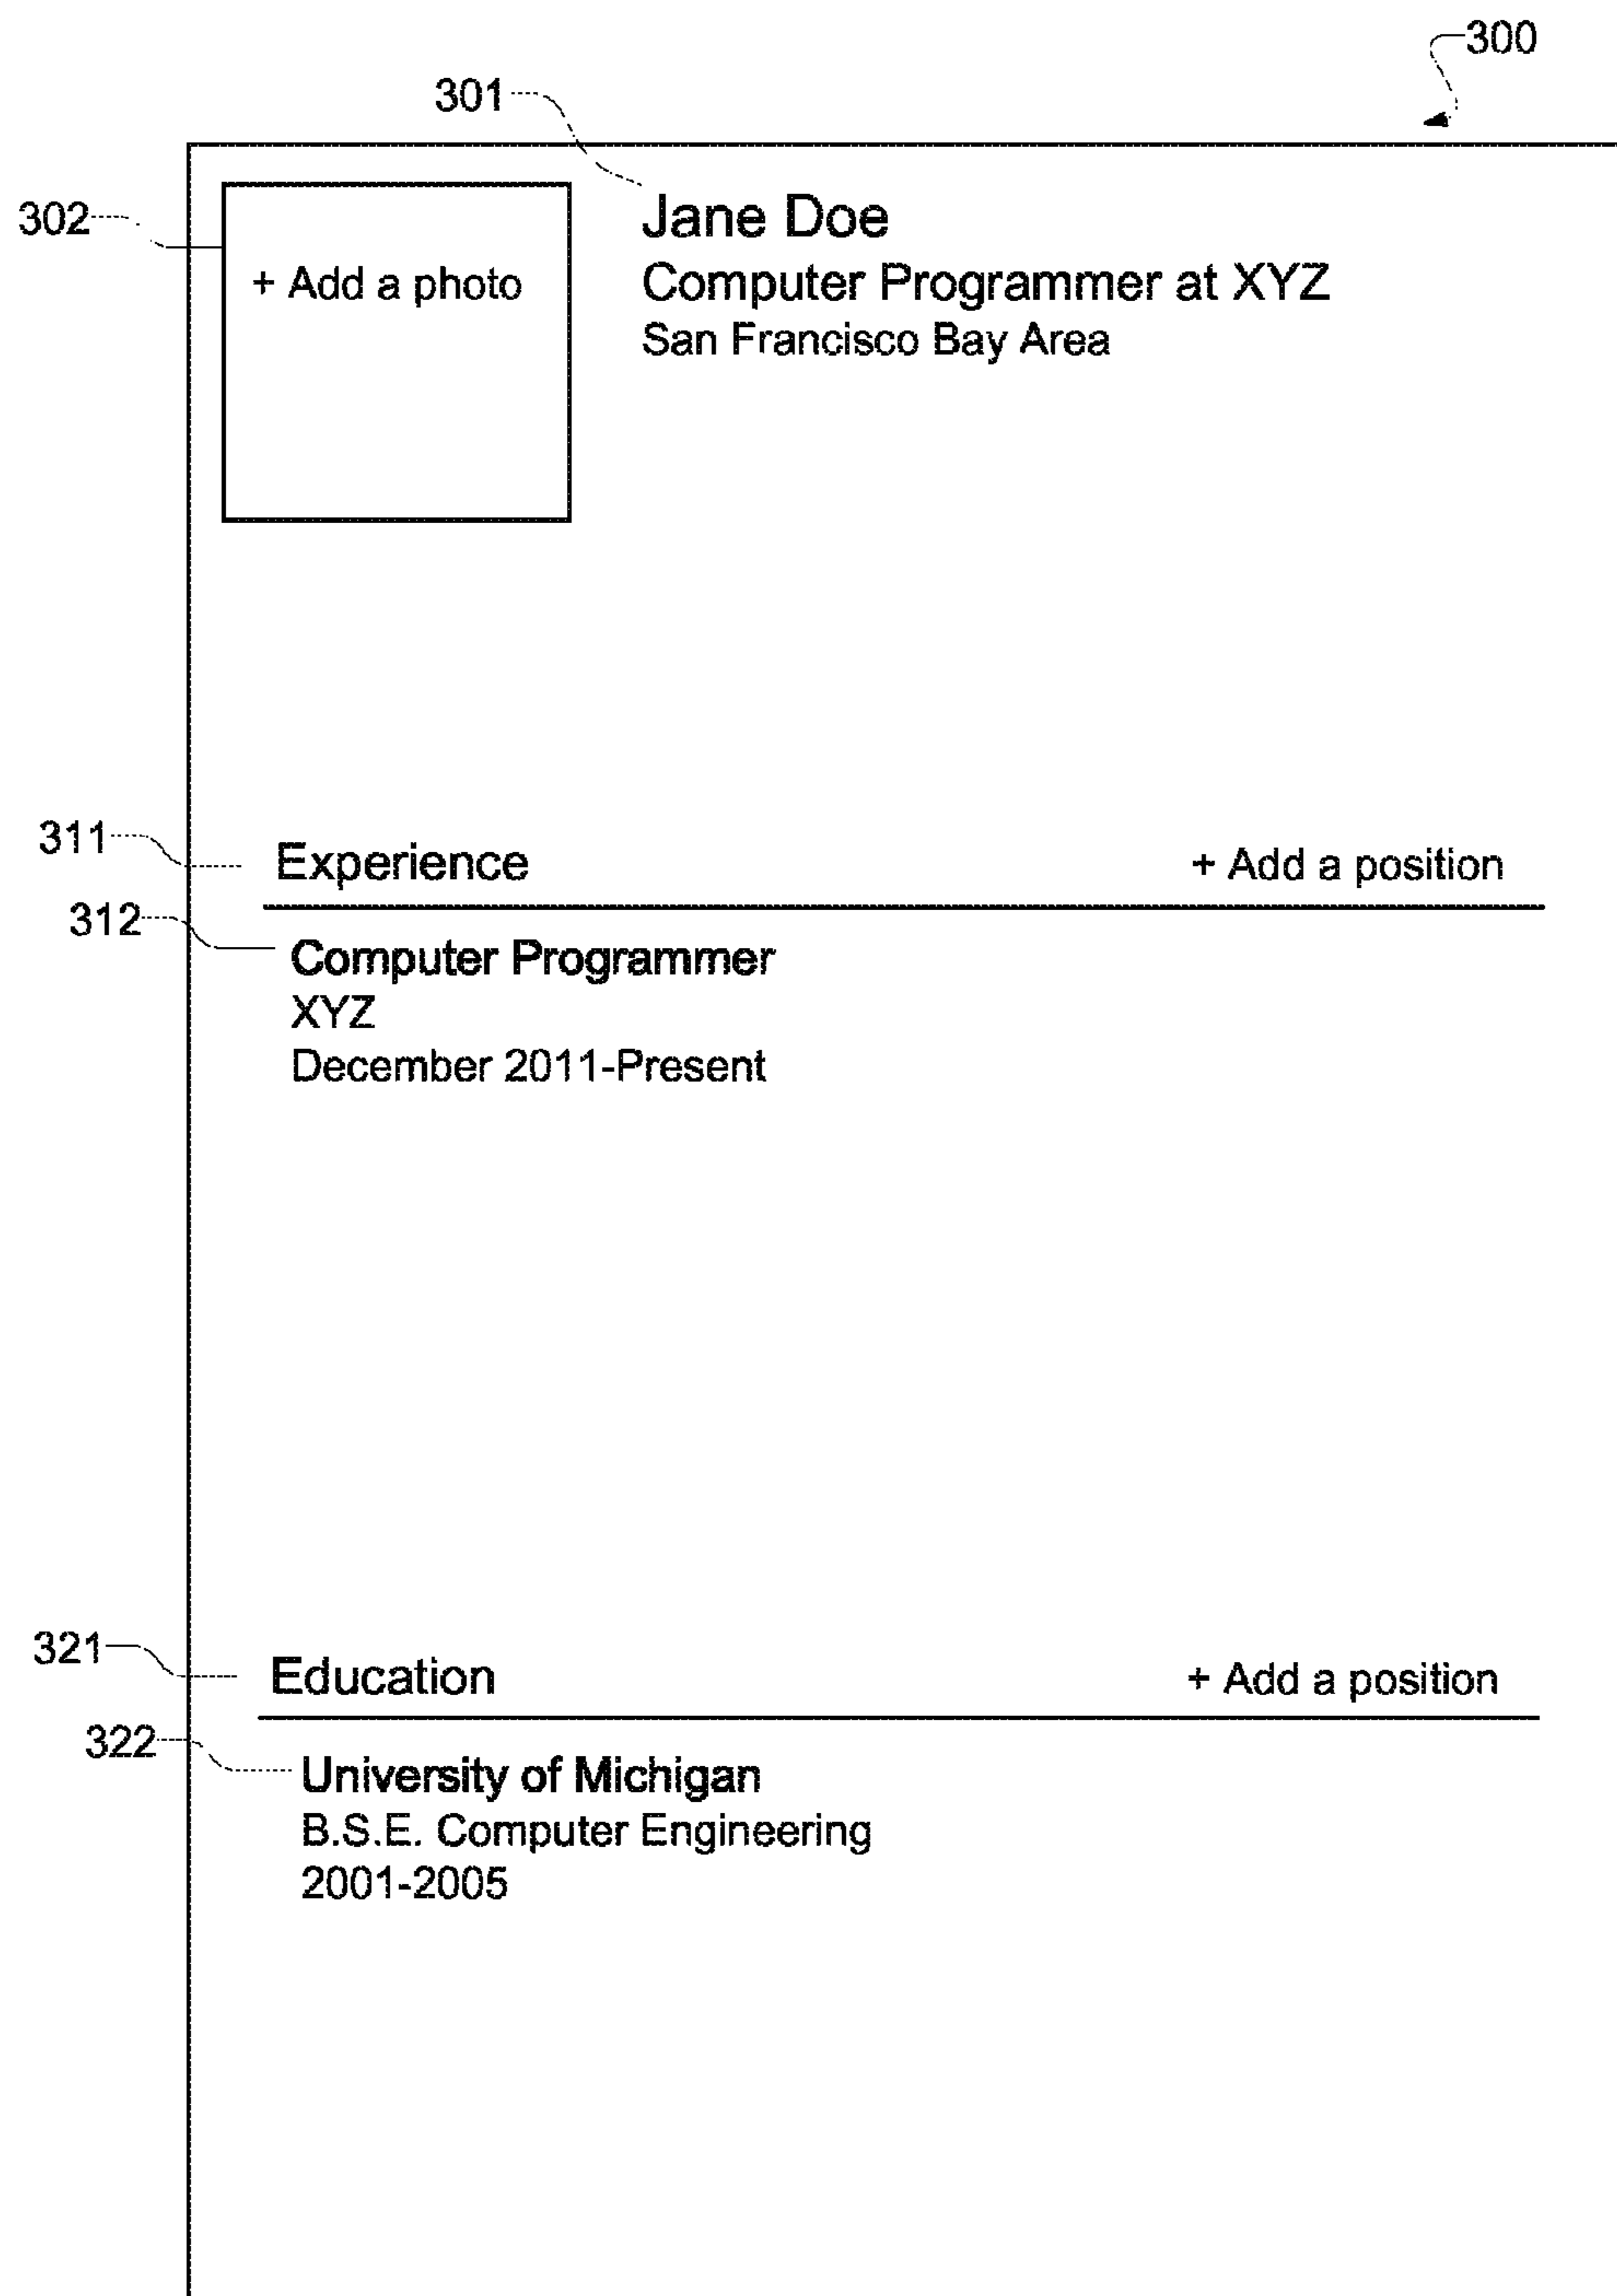 300
301
302
Jane Doe
+ Add a photo
Computer Programmer at XYZ
San Francisco Bay Area
311
Experience
+ Add a position
312
Computer Programmer
XYZ
December 2011-Present
321
Education
+ Add a position
322
University of Michigan
B.S.E. Computer Engineering
2001-2005